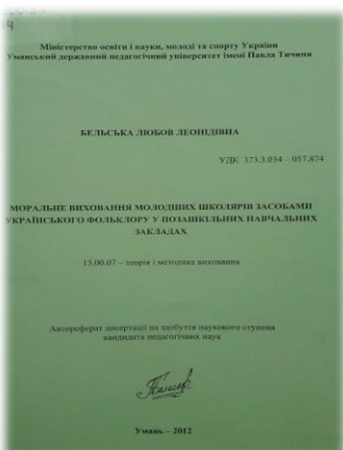 Міністерство освіти і науки, молоді та спорту України
Уманський державний педагогічний університет імені Павла Тичини
БЕЛЬСЬКА ЛЮБОВ ЛЕОНІДІВНА
УДК 373.3.034 – 057.874
МОРАЛЬНЕ ВИХОВАННЯ МОЛОДШИХ ШКОЛЯРІВ ЗАСОБАМИ
УКРАЇНСЬКОГО ФОЛЬКЛОРУ У ПОЗАШКІЛЬНИХ НАВЧАЛЬНИХ
ЗАКЛАДАХ
13.00.07 – теорія і методика виховання
Автореферат дисертації на здобуття наукового ступеня
кандидата педагогічних наук
Умань – 2012